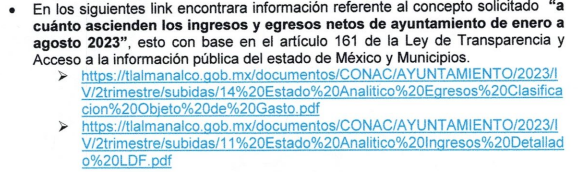 • En los siguientes link encontrara información referente al concepto solicitado “a
cuánto ascienden los ingresos y egresos netos de ayuntamiento de enero a
agosto 2023”, esto con base en el artículo 161 de la Ley de Transparencia y
Acceso a la información pública del estado de México y Municipios.
➢ https://tlalmanalco.gob.mx/documentos/CONAC/AYUNTAMIENTO/2023/I
V/2trimestre/subidas/14%20Estado%20Analitico%20Egresos%20Clasifica
cion%20Objeto%20de%20Gasto.pdf
➢ https://tlalmanalco.gob.mx/documentos/CONAC/AYUNTAMIENTO/2023/I
V/2trimestre/subidas/11%20Estado%20Analitico%20Ingresos%20Detallad
o%20LDF.pdf